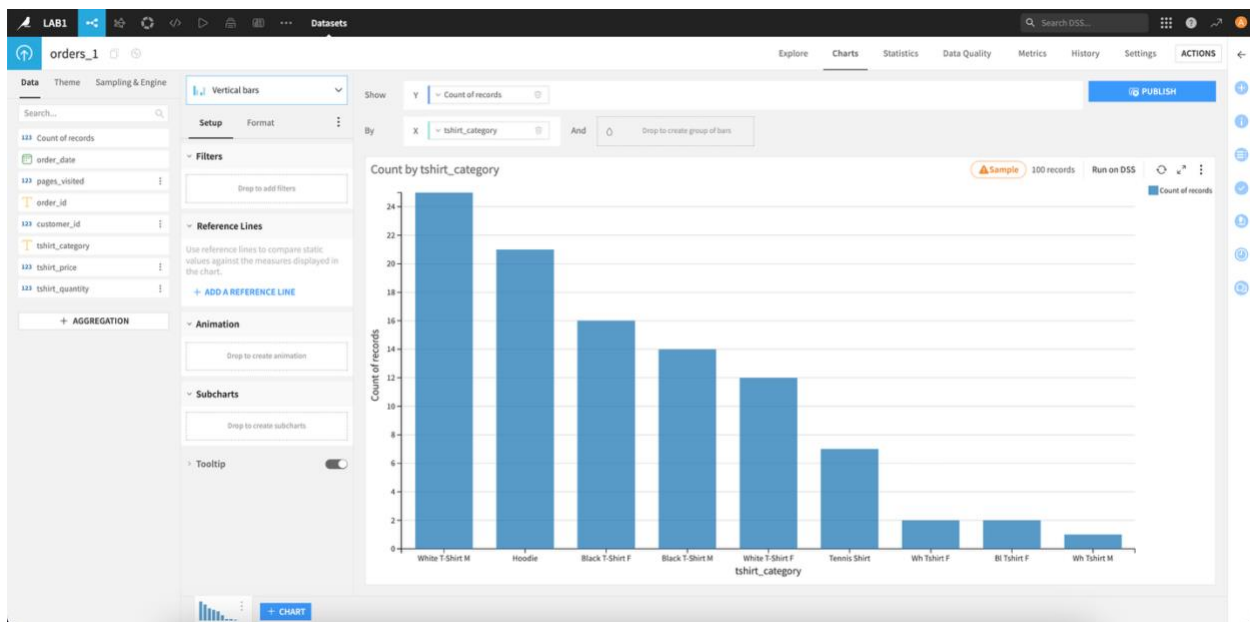 LAB1
Datasets
Search DSS...
orders_1
Explore
Charts
Statistics
Data Quality
Metrics
History
Settings
ACTIONS
Data
Theme
Sampling & Engine
Search...
123 Count of records
order_date
123 pages_visited
T order_id
123 customer_id
T tshirt_category
123 tshirt_price
123 tshirt_quantity
+ AGGREGATION
Vertical bars
Setup
Format
Filters
Drop to add filters
Reference Lines
Use reference lines to compare static
values against the measures displayed in
the chart.
+ ADD A REFERENCE LINE
Animation
Drop to create animation
Subcharts
Drop to create subcharts
Tooltip
Show
Y
Count of records
PUBLISH
By
X
tshirt_category
And
Drop to create group of bars
Count by tshirt_category
Sample
100 records
Run on DSS
Count of records
Count of records
24
22
20
18
16
14
12
10
8
6
4
2
0
White T-Shirt M
Hoodie
Black T-Shirt F
Black T-Shirt M
White T-Shirt F
Tennis Shirt
Wh Tshirt F
Bl Tshirt F
Wh Tshirt M
tshirt_category
+ CHART